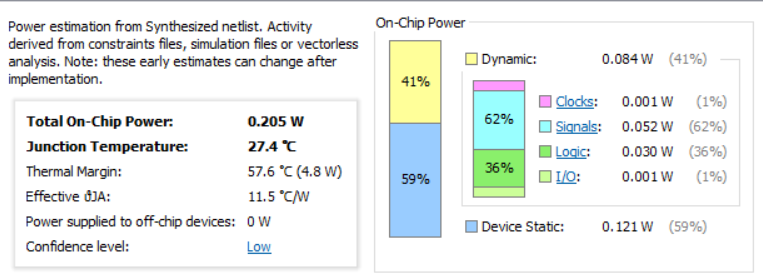 Power estimation from Synthesized netlist. Activity
derived from constraints files, simulation files or vectorless
analysis. Note: these early estimates can change after
implementation.
Total On-Chip Power: 0.205 W
Junction Temperature: 27.4 °C
Thermal Margin: 57.6 °C (4.8 W)
Effective ϑJA: 11.5 °C/W
Power supplied to off-chip devices: 0 W
Confidence level: Low
On-Chip Power
41%
59%
Dynamic: 0.084 W (41%)
62%
36%
Clocks: 0.001 W (1%)
Signals: 0.052 W (62%)
Logic: 0.030 W (36%)
I/O: 0.001 W (1%)
Device Static: 0.121 W (59%)